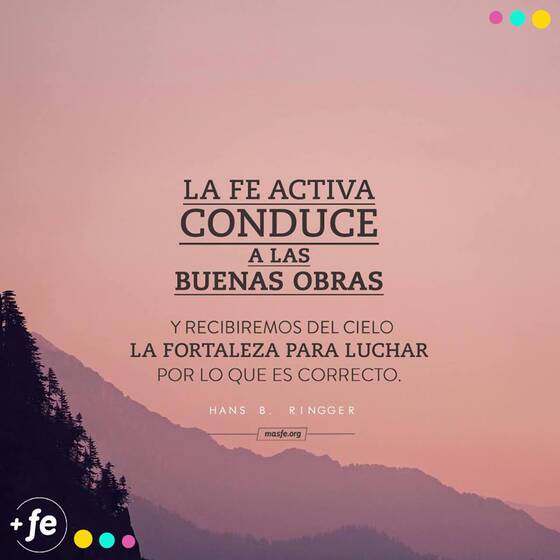 LA FE ACTIVA
CONDUCE
A LAS
BUENAS OBRAS
Y RECIBIREMOS DEL CIELO
LA FORTALEZA PARA LUCHAR
POR LO QUE ES CORRECTO.
HANS B. RINGGER
masfe.org
+fe